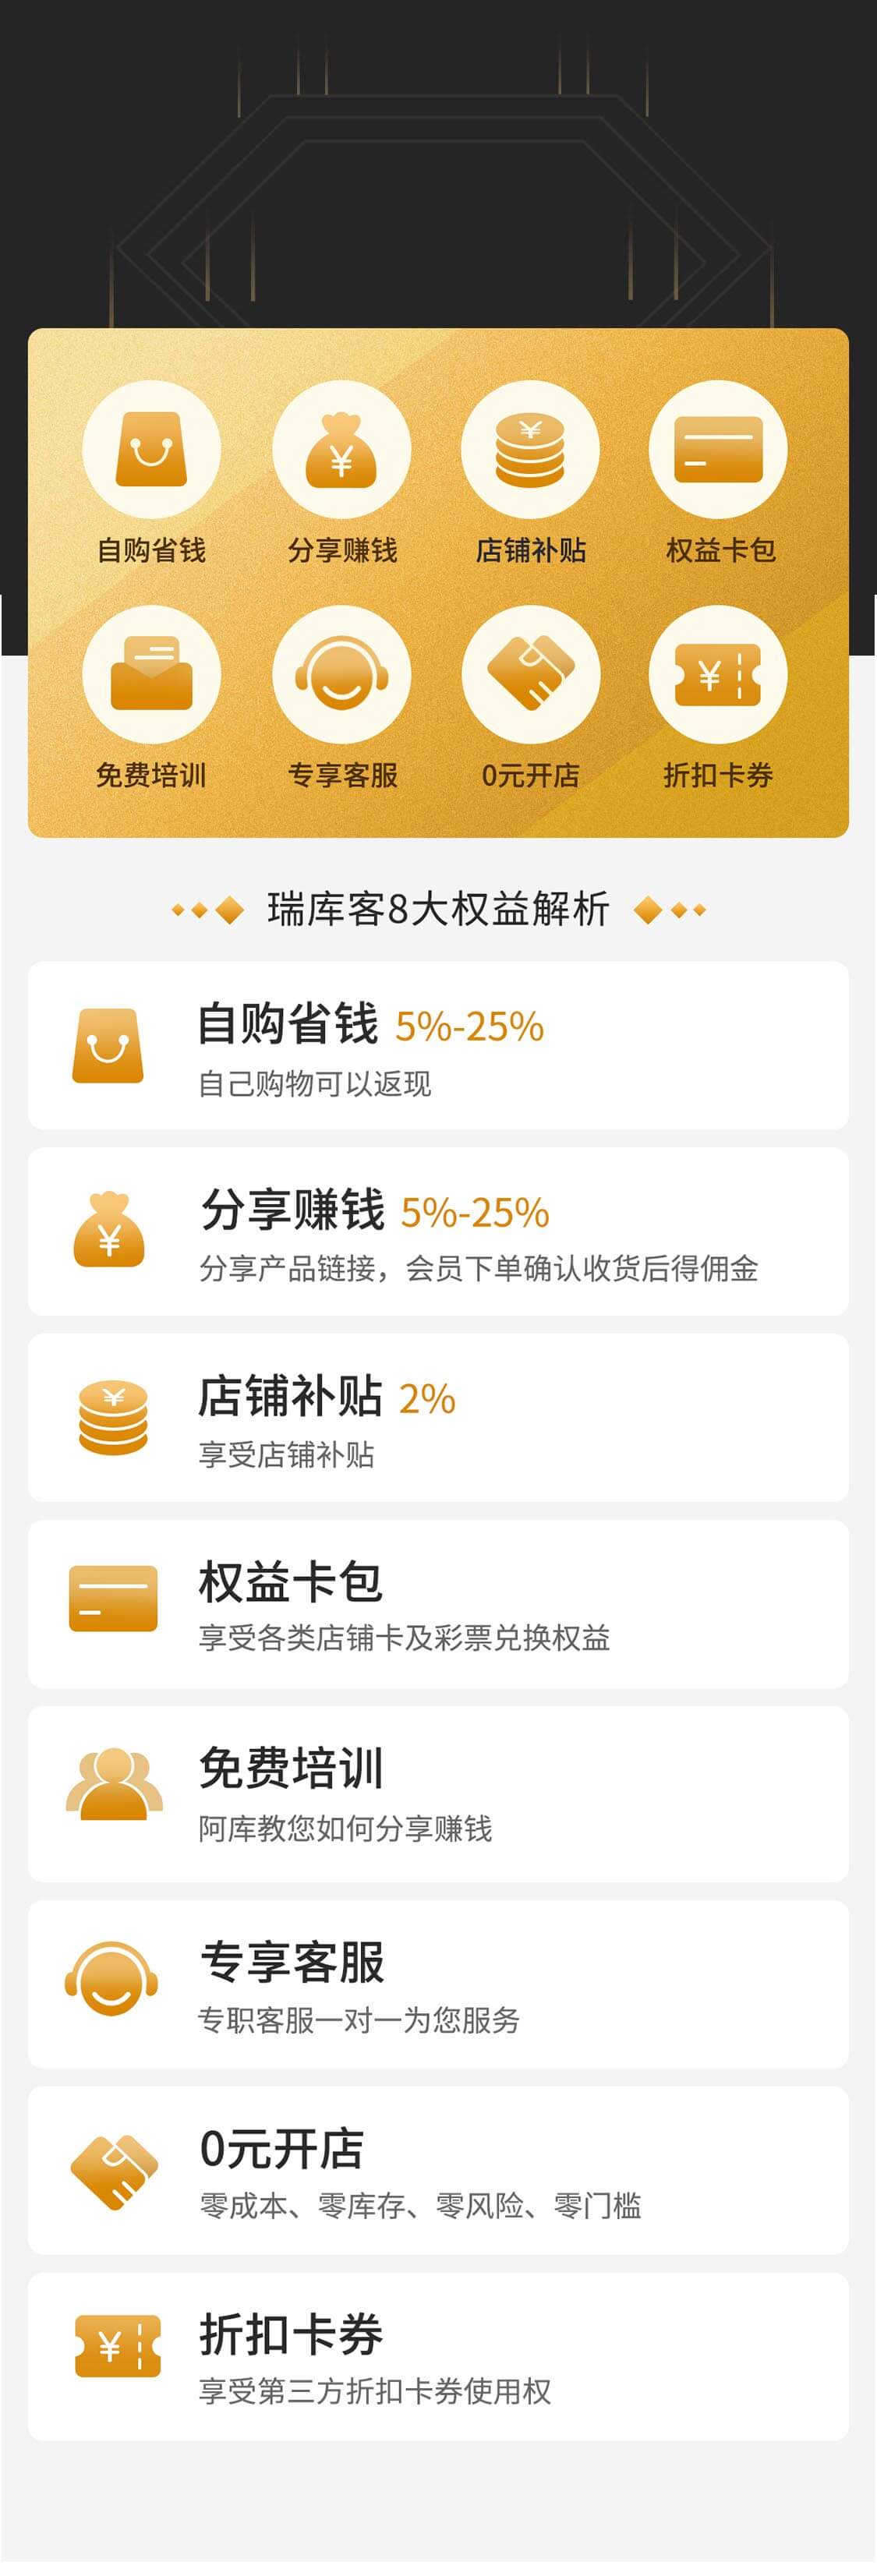 自购省钱 分享赚钱 店铺补贴 权益卡包
免费培训 专享客服 0元开店 折扣卡券
瑞库客8大权益解析
自购省钱 5%-25%
自己购物可以返现
分享赚钱 5%-25%
分享产品链接，会员下单确认收货后得佣金
店铺补贴 2%
享受店铺补贴
权益卡包
享受各类店铺卡及彩票兑换权益
免费培训
阿库教您如何分享赚钱
专享客服
专职客服一对一为您服务
0元开店
零成本、零库存、零风险、零门槛
折扣卡券
享受第三方折扣卡券使用权